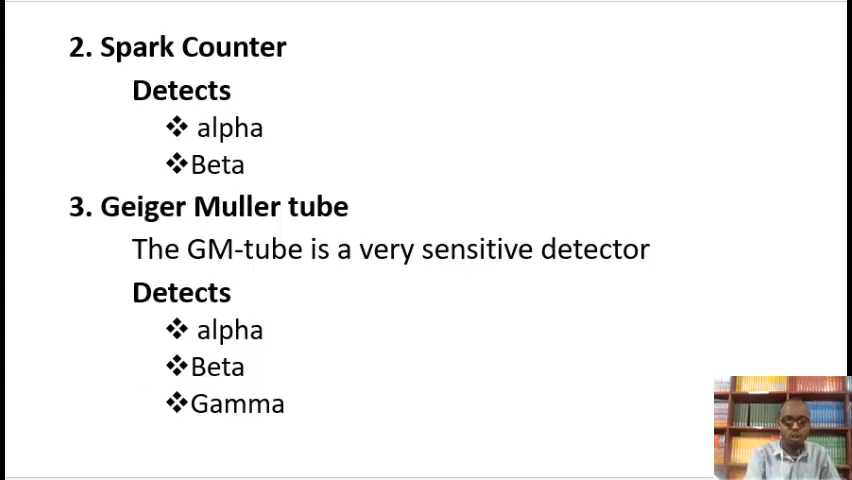 2. Spark Counter
Detects
❖ alpha
❖Beta
3. Geiger Muller tube
The GM-tube is a very sensitive detector
Detects
❖ alpha
❖Beta
❖Gamma